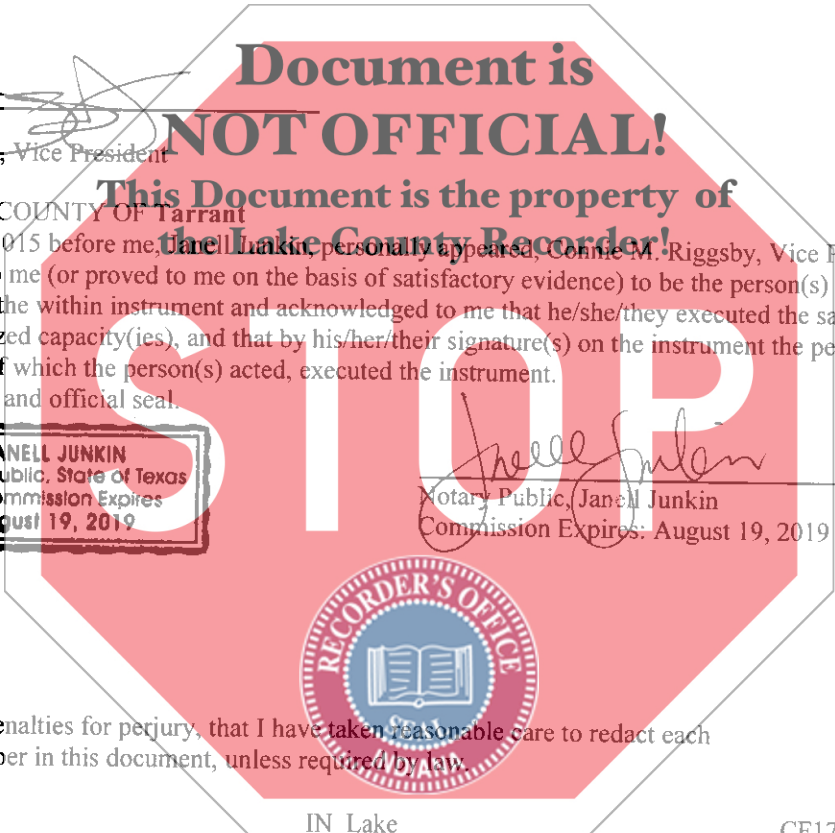 Document is
NOT OFFICIAL!
, Vice President
This Document is the property of
COUNTY OF Tarrant
the Lake County Recorder!
015 before me, Janell Junkin, personally appeared, Connie M. Riggsby, Vice P
me (or proved to me on the basis of satisfactory evidence) to be the person(s)
the within instrument and acknowledged to me that he/she/they executed the sa
zed capacity(ies), and that by his/her/their signature(s) on the instrument the pe
f which the person(s) acted, executed the instrument.
and official seal.
STOP
NELL JUNKIN
ublic, State of Texas
mmission Expires
gust 19, 2019
Janell Junkin
Notary Public, Janell Junkin
Commission Expires: August 19, 2019
RECORDER'S OFFICE
SEAL
INDIANA
enalties for perjury, that I have taken reasonable care to redact each
ber in this document, unless required by law.
IN Lake
CE17